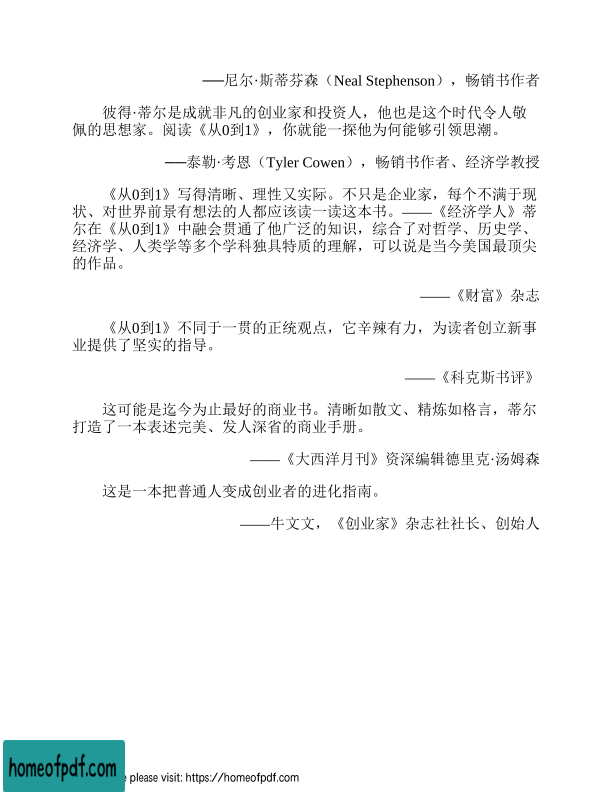 ──尼尔·斯蒂芬森（Neal Stephenson），畅销书作者
彼得·蒂尔是成就非凡的创业家和投资人，他也是这个时代令人敬
佩的思想家。阅读《从0到1》，你就能一探他为何能够引领思潮。
──泰勒·考恩（Tyler Cowen），畅销书作者、经济学教授
《从0到1》写得清晰、理性又实际。不只是企业家，每个不满于现
状、对世界前景有想法的人都应该读一读这本书。——《经济学人》蒂
尔在《从0到1》中融会贯通了他广泛的知识，综合了对哲学、历史学、
经济学、人类学等多个学科独具特质的理解，可以说是当今美国最顶尖
的作品。
——《财富》杂志
《从0到1》不同于一贯的正统观点，它辛辣有力，为读者创立新事
业提供了坚实的指导。
——《科克斯书评》
这可能是迄今为止最好的商业书。清晰如散文、精炼如格言，蒂尔
打造了一本表述完美、发人深省的商业手册。
——《大西洋月刊》资深编辑德里克·汤姆森
这是一本把普通人变成创业者的进化指南。
——牛文文，《创业家》杂志社社长、创始人
homeofpdf.com
please visit: https://homeofpdf.com